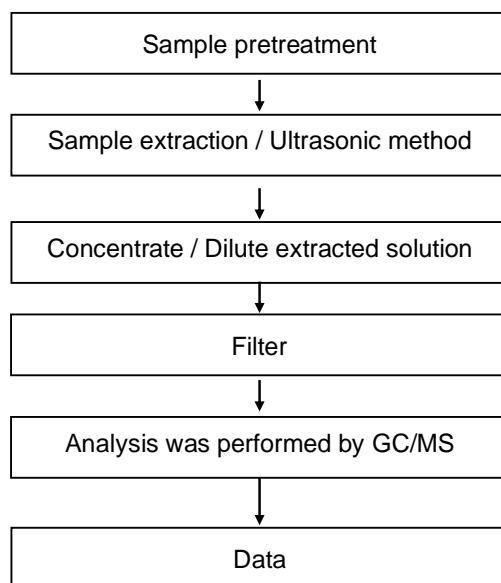 Sample pretreatment
Sample extraction / Ultrasonic method
Concentrate / Dilute extracted solution
Filter
Analysis was performed by GC/MS
Data